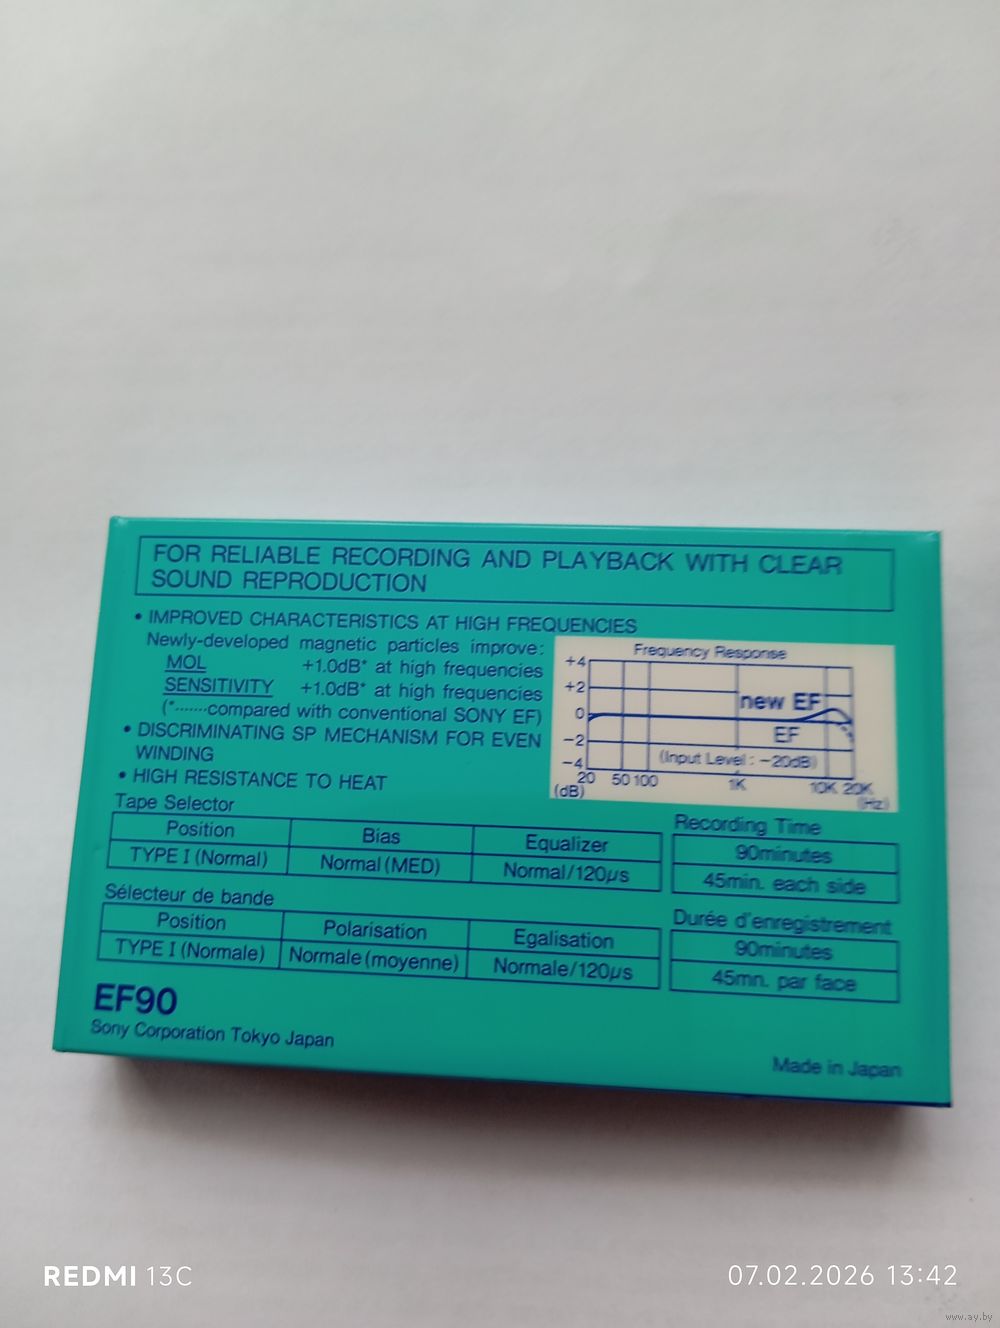 FOR RELIABLE RECORDING AND PLAYBACK WITH CLEAR
SOUND REPRODUCTION
• IMPROVED CHARACTERISTICS AT HIGH FREQUENCIES
Newly-developed magnetic particles improve:
MOL +1.0dB* at high frequencies
SENSITIVITY +1.0dB* at high frequencies
(*·······compared with conventional SONY EF)
• DISCRIMINATING SP MECHANISM FOR EVEN
WINDING
• HIGH RESISTANCE TO HEAT
Frequency Response
+4
+2
0
−2
−4
new EF
EF
(Input Level : −20dB)
20 50 100 1K 10K 20K
(dB) (Hz)
Tape Selector
Position Bias Equalizer
TYPE I (Normal) Normal (MED) Normal/120µs
Recording Time
90minutes
45min. each side
Sélecteur de bande
Position Polarisation Egalisation
TYPE I (Normale) Normale (moyenne) Normale/120µs
Durée d'enregistrement
90minutes
45mn. par face
EF90
Sony Corporation Tokyo Japan
Made in Japan
REDMI 13C
07.02.2026 13:42
www.ay.by